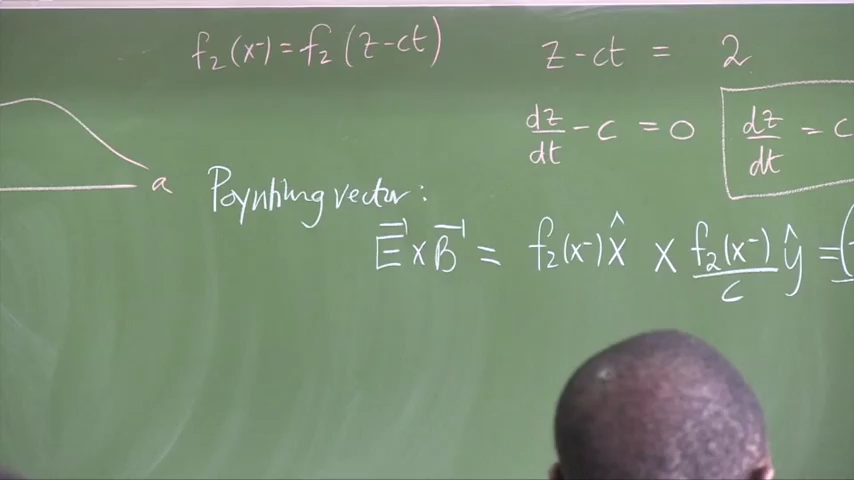 f₂(x⁻) = f₂(z-ct)
z-ct = 2
dz/dt - c = 0
dz/dt = c
a
Poynting vector:
E⃗ x B⃗ = f₂(x⁻)x̂ x f₂(x⁻)/c ŷ = (